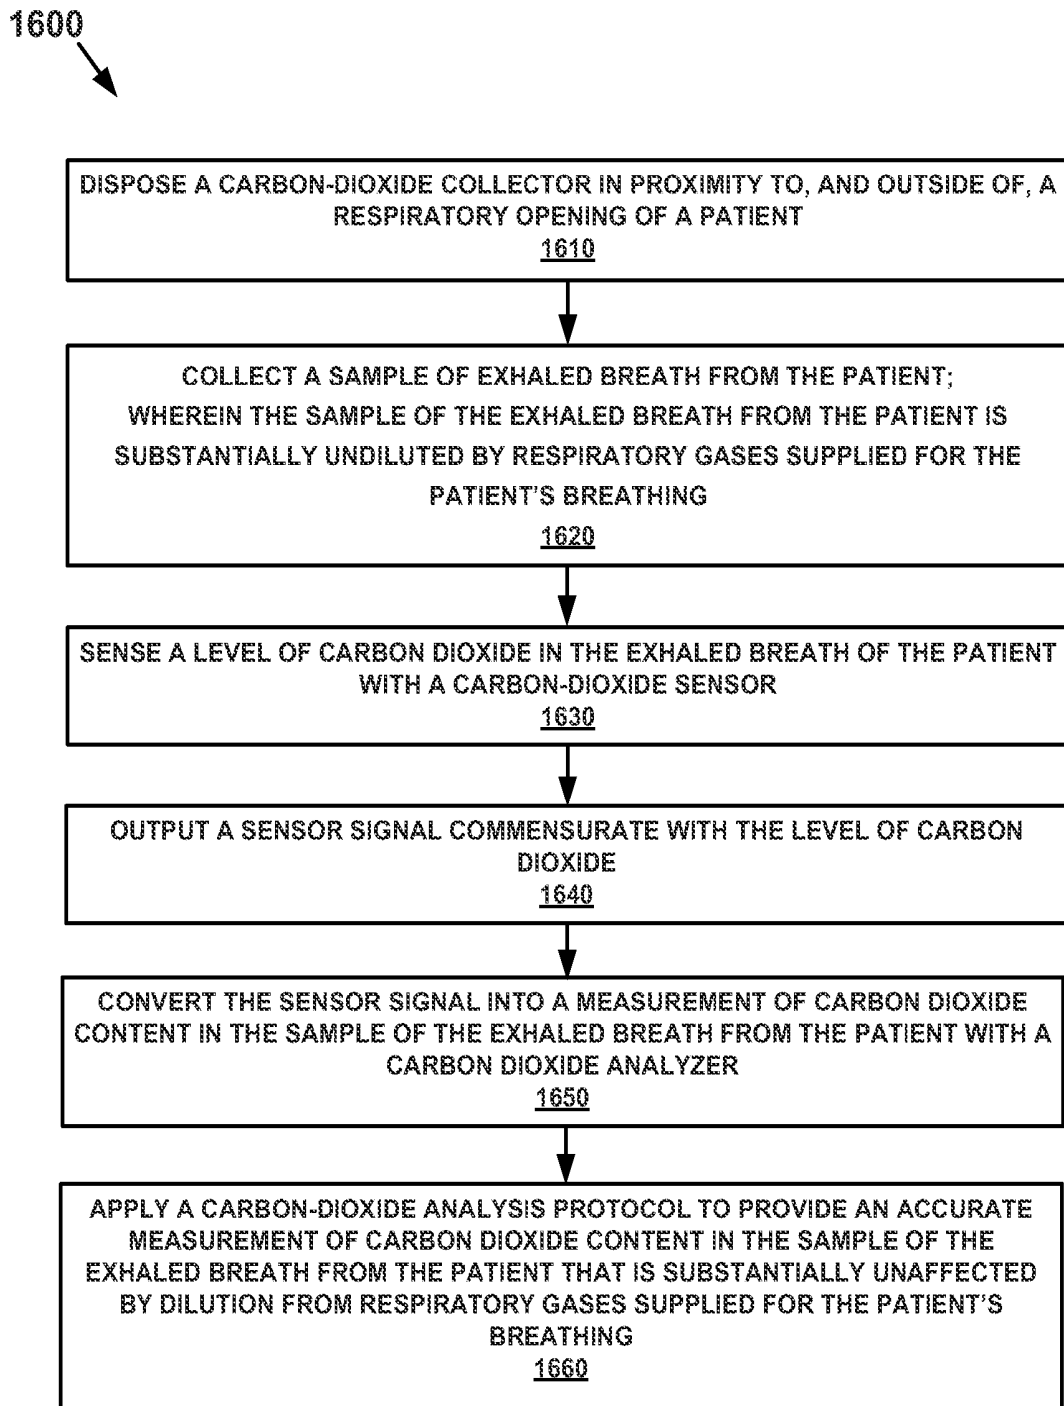 1600
DISPOSE A CARBON-DIOXIDE COLLECTOR IN PROXIMITY TO, AND OUTSIDE OF, A
RESPIRATORY OPENING OF A PATIENT
1610
COLLECT A SAMPLE OF EXHALED BREATH FROM THE PATIENT;
WHEREIN THE SAMPLE OF THE EXHALED BREATH FROM THE PATIENT IS
SUBSTANTIALLY UNDILUTED BY RESPIRATORY GASES SUPPLIED FOR THE
PATIENT'S BREATHING
1620
SENSE A LEVEL OF CARBON DIOXIDE IN THE EXHALED BREATH OF THE PATIENT
WITH A CARBON-DIOXIDE SENSOR
1630
OUTPUT A SENSOR SIGNAL COMMENSURATE WITH THE LEVEL OF CARBON
DIOXIDE
1640
CONVERT THE SENSOR SIGNAL INTO A MEASUREMENT OF CARBON DIOXIDE
CONTENT IN THE SAMPLE OF THE EXHALED BREATH FROM THE PATIENT WITH A
CARBON DIOXIDE ANALYZER
1650
APPLY A CARBON-DIOXIDE ANALYSIS PROTOCOL TO PROVIDE AN ACCURATE
MEASUREMENT OF CARBON DIOXIDE CONTENT IN THE SAMPLE OF THE
EXHALED BREATH FROM THE PATIENT THAT IS SUBSTANTIALLY UNAFFECTED
BY DILUTION FROM RESPIRATORY GASES SUPPLIED FOR THE PATIENT'S
BREATHING
1660